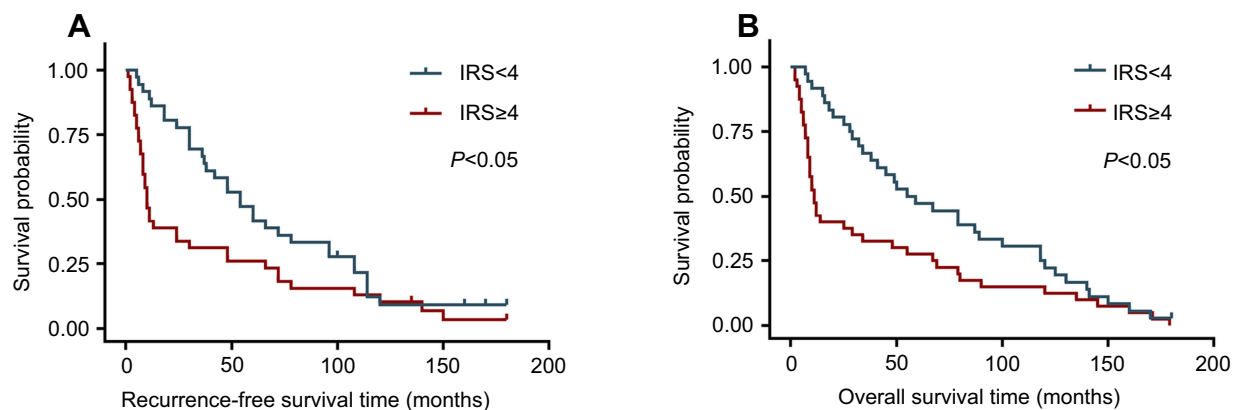 A
1.00
0.75
0.50
0.25
0.00
Survival probability
IRS<4
IRS≥4
P<0.05
0 50 100 150 200
Recurrence-free survival time (months)
B
1.00
0.75
0.50
0.25
0.00
Survival probability
IRS<4
IRS≥4
P<0.05
0 50 100 150 200
Overall survival time (months)